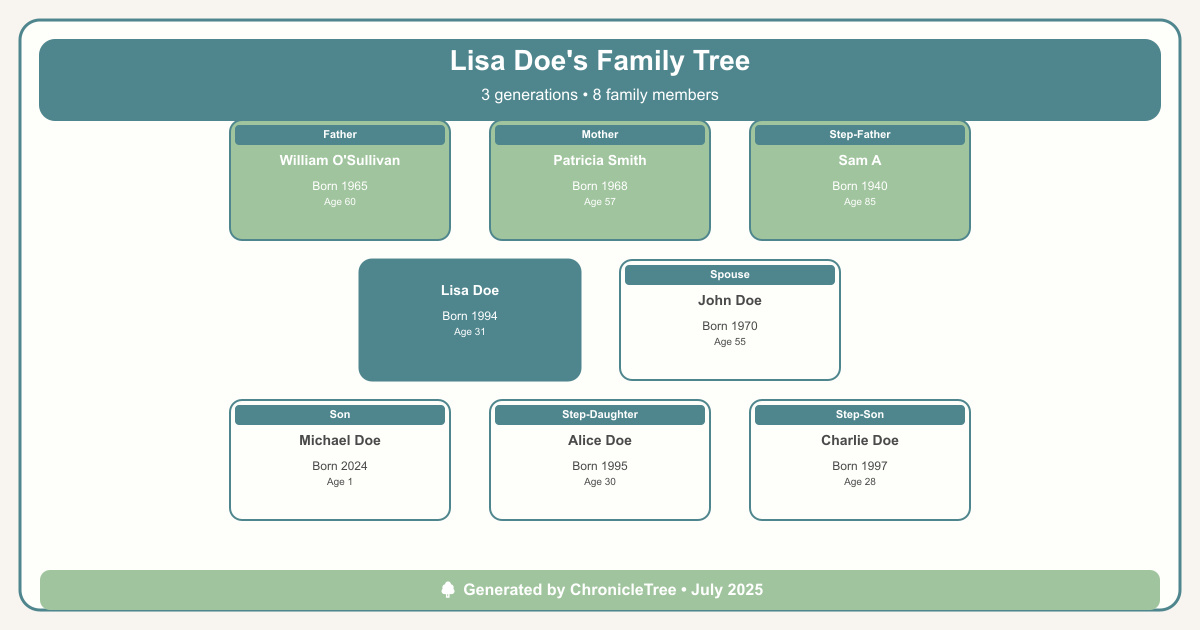 Lisa Doe's Family Tree
3 generations • 8 family members
Father
William O'Sullivan
Born 1965
Age 60
Mother
Patricia Smith
Born 1968
Age 57
Step-Father
Sam A
Born 1940
Age 85
Lisa Doe
Born 1994
Age 31
Spouse
John Doe
Born 1970
Age 55
Son
Michael Doe
Born 2024
Age 1
Step-Daughter
Alice Doe
Born 1995
Age 30
Step-Son
Charlie Doe
Born 1997
Age 28
Generated by ChronicleTree • July 2025